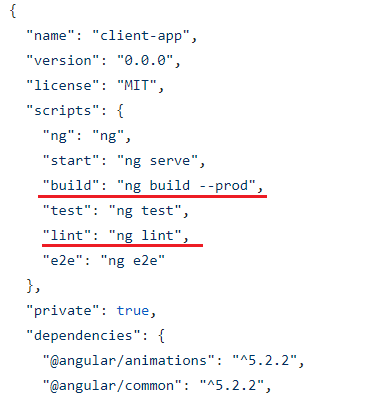 {
"name": "client-app",
"version": "0.0.0",
"license": "MIT",
"scripts": {
"ng": "ng",
"start": "ng serve",
"build": "ng build --prod",
"test": "ng test",
"lint": "ng lint",
"e2e": "ng e2e"
},
"private": true,
"dependencies": {
"@angular/animations": "^5.2.2",
"@angular/common": "^5.2.2",